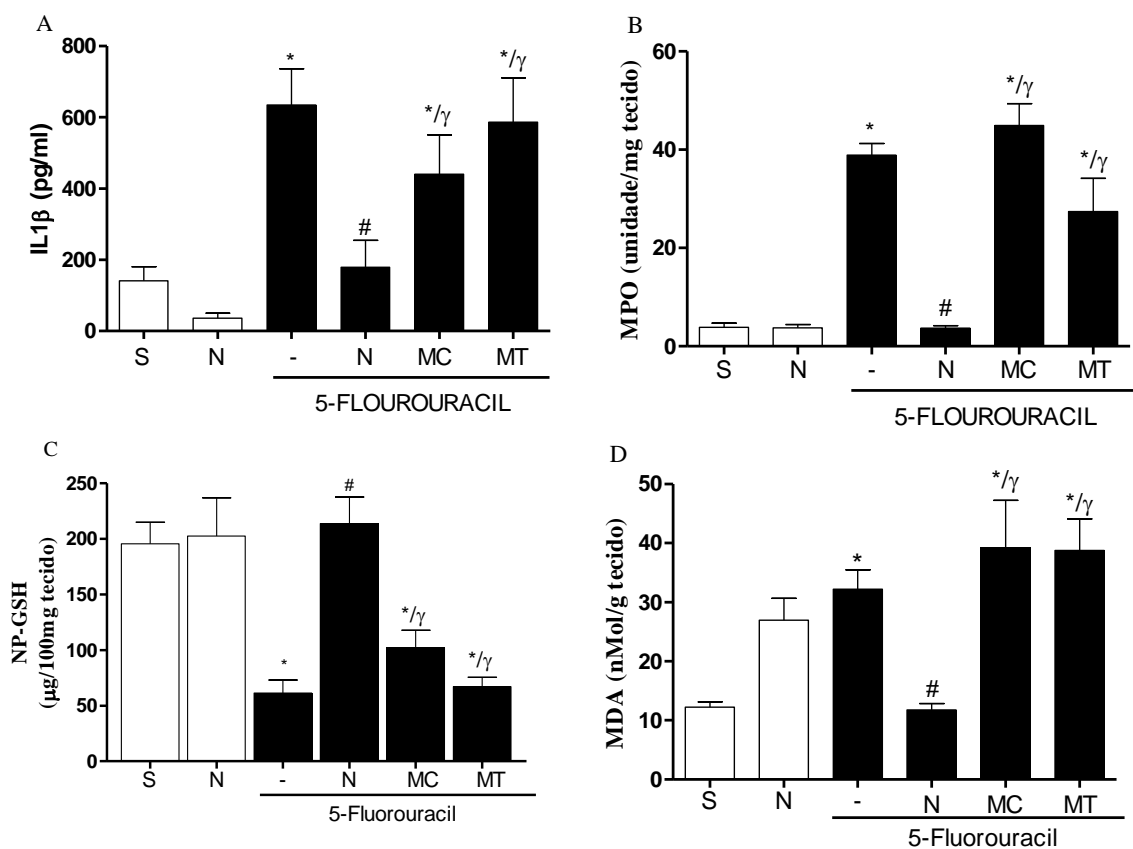 A
IL1β (pg/ml)
800
600
400
200
0
*
#
*/γ
*/γ
S N - N MC MT
5-FLOUROURACIL
B
MPO (unidade/mg tecido)
60
40
20
0
*
#
*/γ
*/γ
S N - N MC MT
5-FLOUROURACIL
C
NP-GSH
(µg/100mg tecido)
250
200
150
100
50
0
*
#
*/γ
*/γ
S N - N MC MT
5-Fluorouracil
D
MDA (nMol/g tecido)
50
40
30
20
10
0
*
#
*/γ
*/γ
S N - N MC MT
5-Fluorouracil